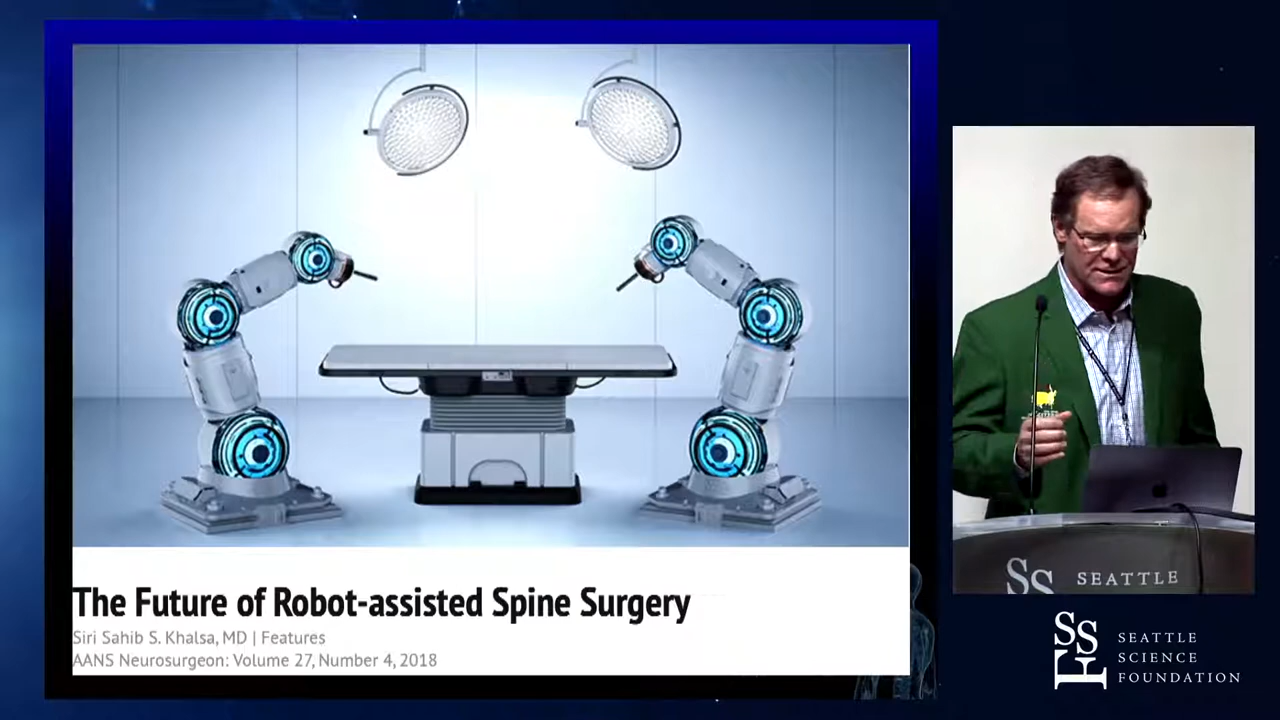 The Future of Robot-assisted Spine Surgery
Siri Sahib S. Khalsa, MD | Features
AANS Neurosurgeon: Volume 27, Number 4, 2018
SSF SEATTLE
SSF
SEATTLE
SCIENCE
FOUNDATION